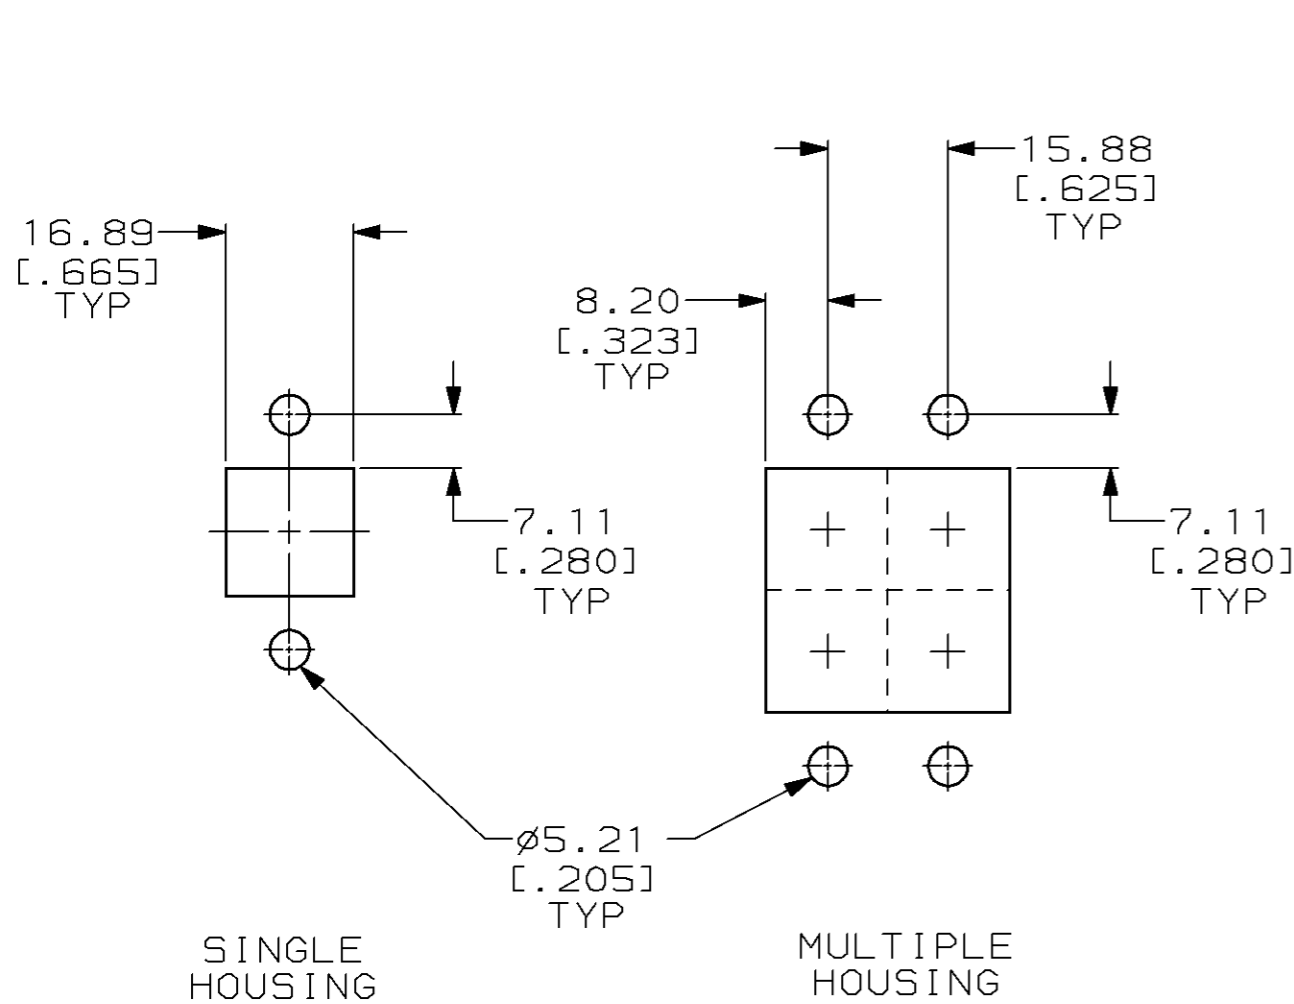 15.88
[.625]
TYP
16.89
[.665]
TYP
8.20
[.323]
TYP
7.11
[.280]
TYP
7.11
[.280]
TYP
⌀5.21
[.205]
TYP
SINGLE
HOUSING
MULTIPLE
HOUSING